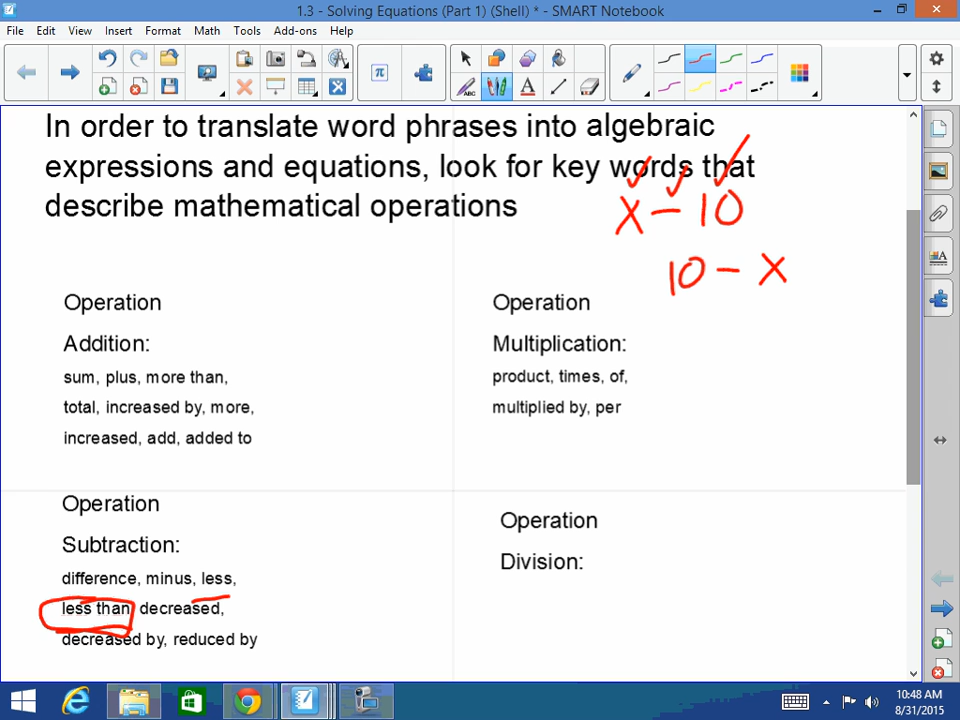 1.3 - Solving Equations (Part 1) (Shell) * - SMART Notebook
File Edit View Insert Format Math Tools Add-ons Help
In order to translate word phrases into algebraic
expressions and equations, look for key words that
describe mathematical operations
x - 10
10 - x
Operation
Addition:
sum, plus, more than,
total, increased by, more,
increased, add, added to
Operation
Multiplication:
product, times, of,
multiplied by, per
Operation
Subtraction:
difference, minus, less,
less than, decreased,
decreased by, reduced by
Operation
Division:
10:48 AM
8/31/2015